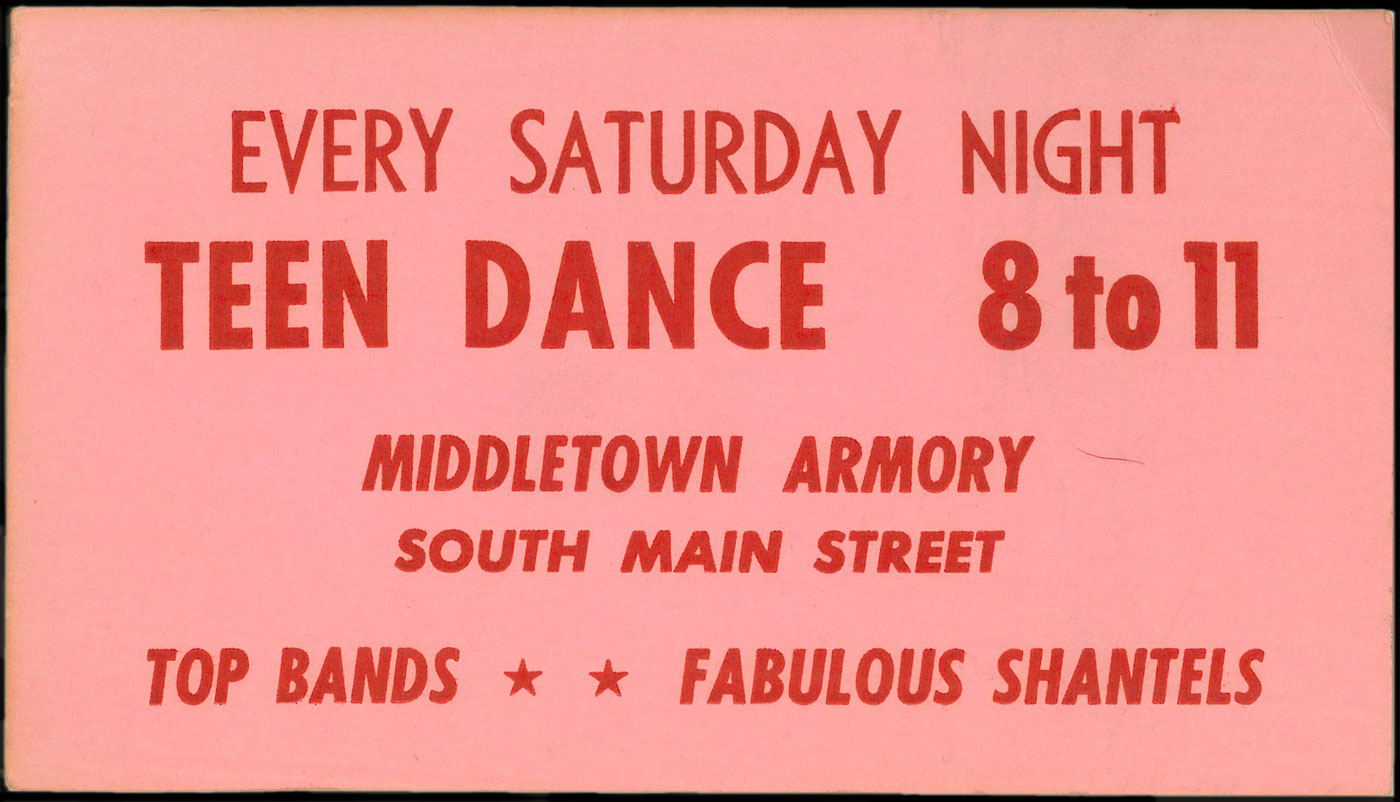 EVERY SATURDAY NIGHT
TEEN DANCE 8 to 11
MIDDLETOWN ARMORY
SOUTH MAIN STREET
TOP BANDS ★ ★ FABULOUS SHANTELS